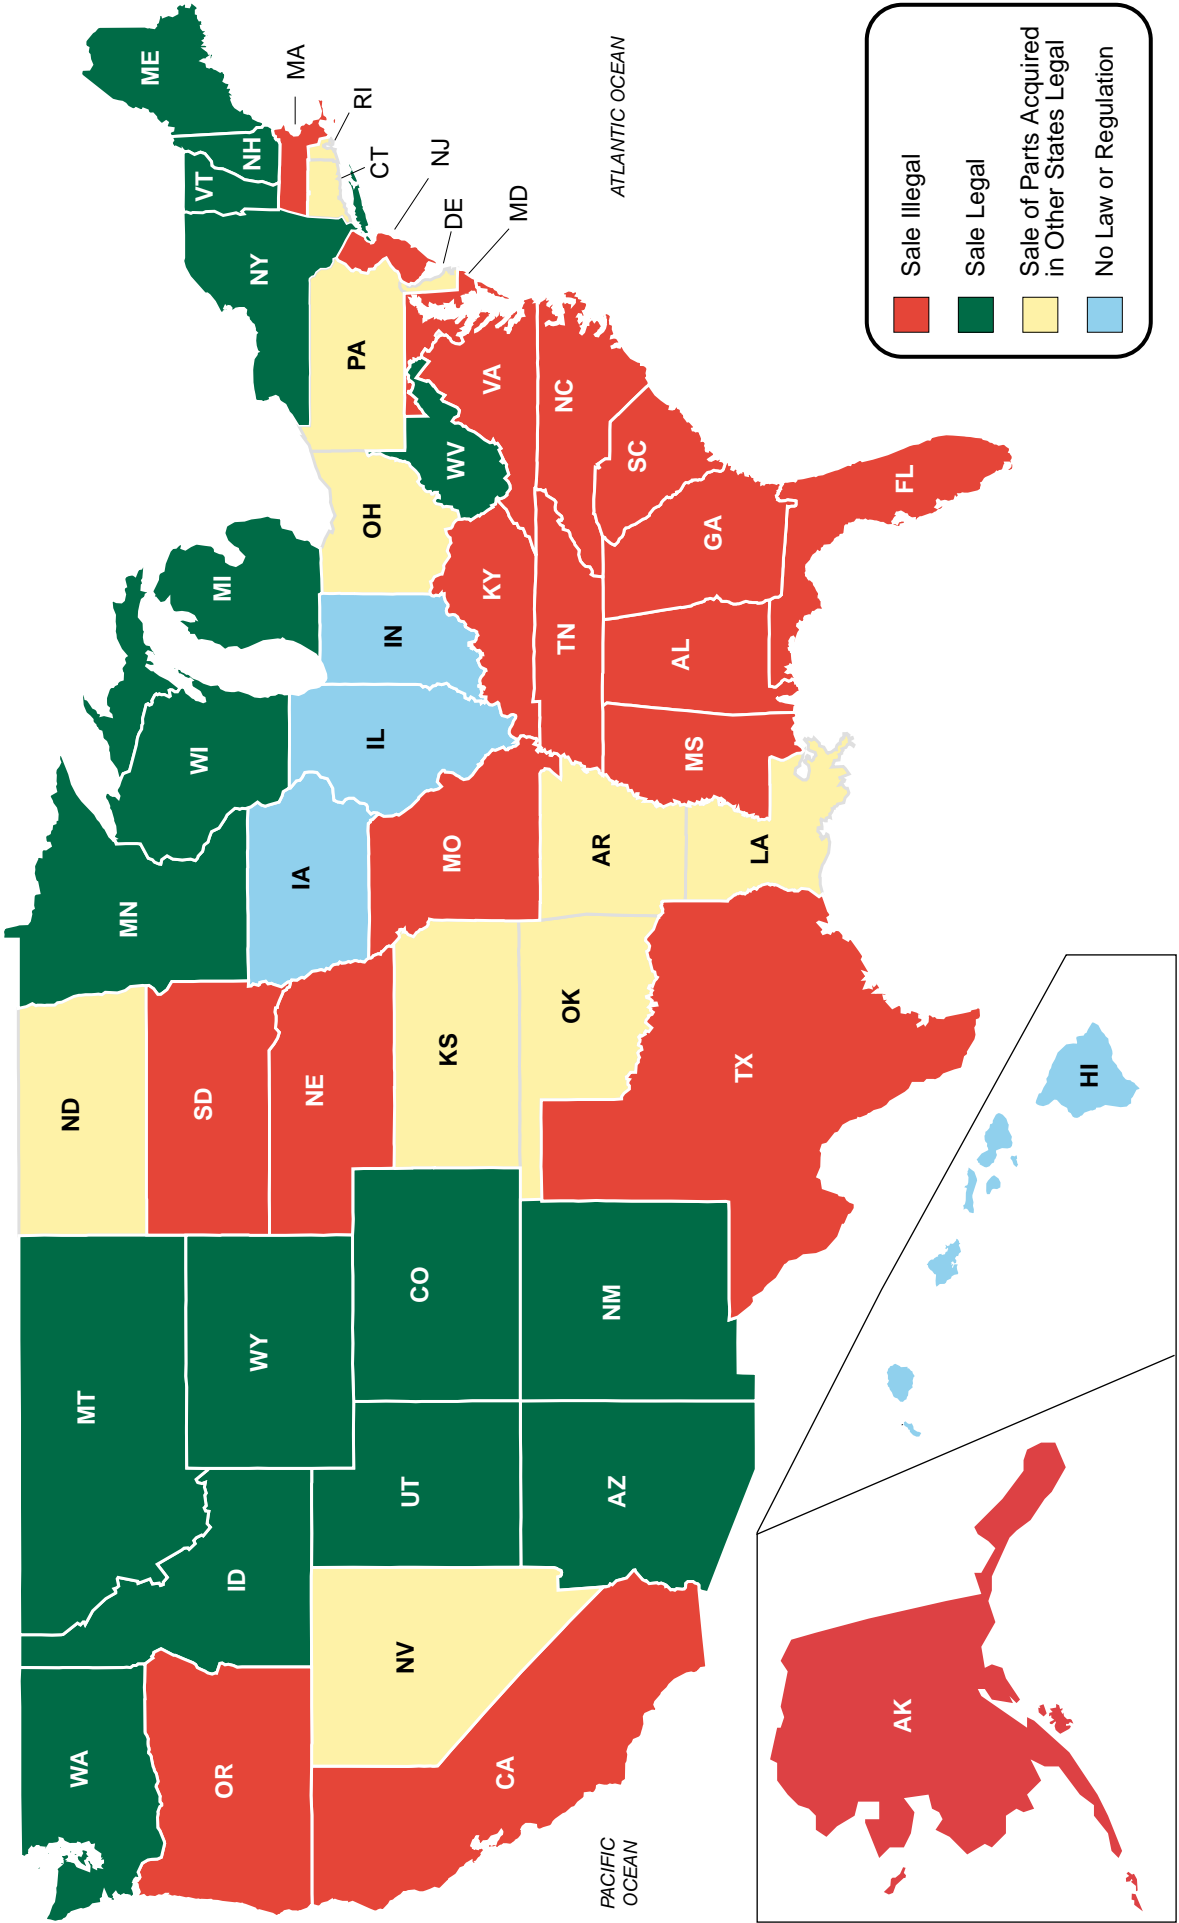 WA
MT
ND
MN
ME
VT
NH
MA
RI
CT
NJ
DE
MD
OR
ID
WY
SD
WI
MI
NY
PA
NE
IA
IL
IN
OH
WV
VA
NV
UT
CO
KS
MO
KY
NC
CA
AZ
NM
OK
AR
TN
SC
TX
LA
MS
AL
GA
FL
AK
HI
PACIFIC
OCEAN
ATLANTIC OCEAN
Sale Illegal
Sale Legal
Sale of Parts Acquired
in Other States Legal
No Law or Regulation